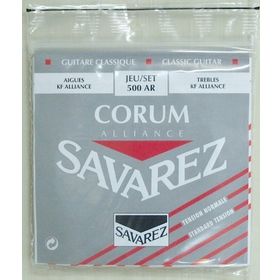 GUITARE CLASSIQUE
CLASSIC GUITAR
AIGUES
KF ALLIANCE
JEU/SET
500 AR
TREBLES
KF ALLIANCE
CORUM
ALLIANCE
SAVAREZ
SAVAREZ
TENSION NORMALE
STANDARD TENSION